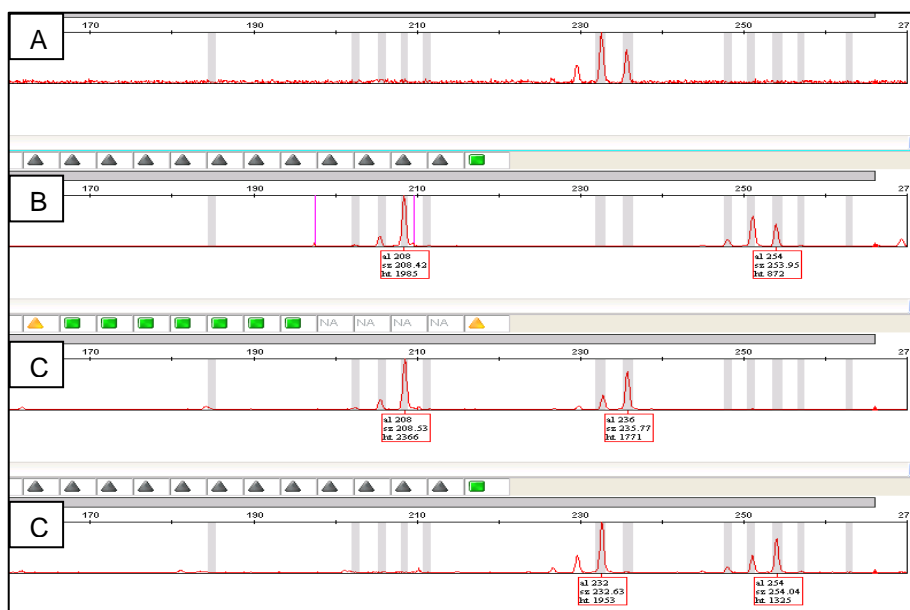 170 190 210 230 250 27
A
170 190 210 230 250 27
B
al 208
sz 208.42
ht 1985
al 254
sz 253.95
ht 872
NA NA NA NA
170 190 210 230 250 27
C
al 208
sz 208.53
ht 2366
al 236
sz 235.77
ht 1771
170 190 210 230 250 27
C
al 232
sz 232.63
ht 1953
al 254
sz 254.04
ht 1325